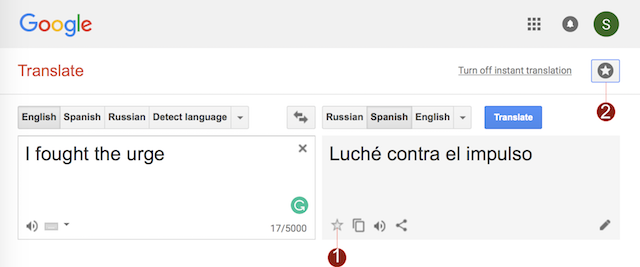 Google
S
Translate
Turn off instant translation
2
English Spanish Russian Detect language
Russian Spanish English
Translate
I fought the urge
Luché contra el impulso
17/5000
1